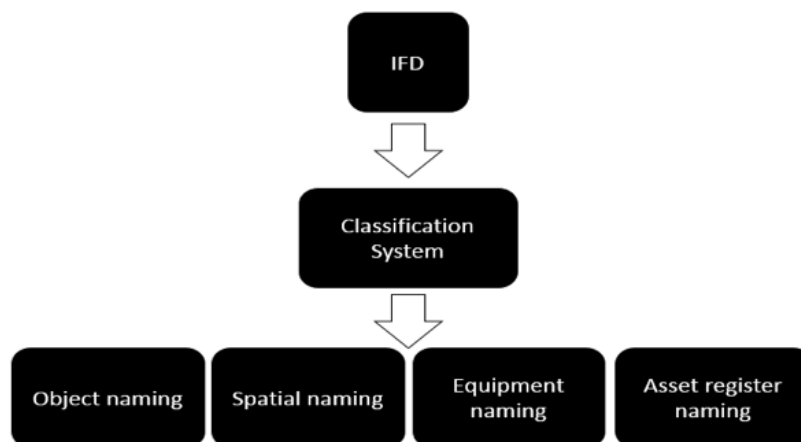 IFD
Classification
System
Object naming
Spatial naming
Equipment
naming
Asset register
naming